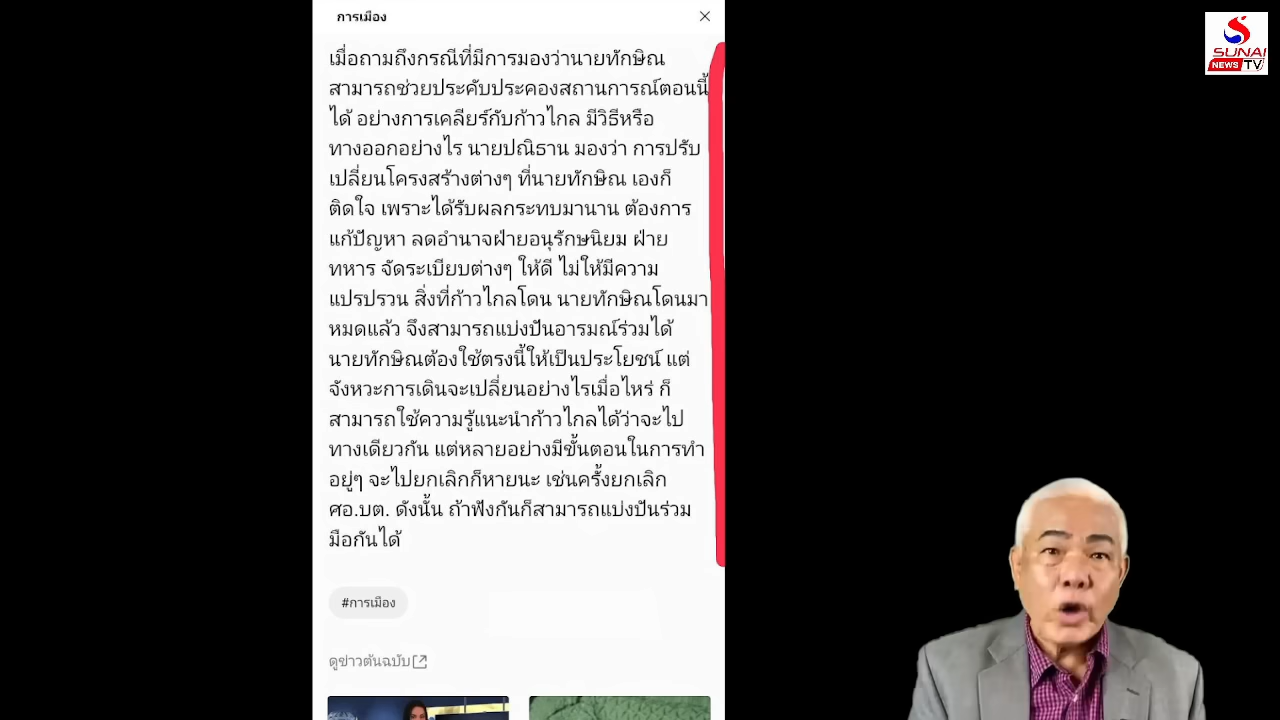 การเมือง
เมื่อถามถึงกรณีที่มีการมองว่านายทักษิณ
สามารถช่วยประคับประคองสถานการณ์ตอนนี้
ได้ อย่างการเคลียร์กับก้าวไกล มีวิธีหรือ
ทางออกอย่างไร นายปณิธาน มองว่า การปรับ
เปลี่ยนโครงสร้างต่างๆ ที่นายทักษิณ เองก็
ติดใจ เพราะได้รับผลกระทบมานาน ต้องการ
แก้ปัญหา ลดอำนาจฝ่ายอนุรักษนิยม ฝ่าย
ทหาร จัดระเบียบต่างๆ ให้ดี ไม่ให้มีความ
แปรปรวน สิ่งที่ก้าวไกลโดน นายทักษิณโดนมา
หมดแล้ว จึงสามารถแบ่งปันอารมณ์ร่วมได้
นายทักษิณต้องใช้ตรงนี้ให้เป็นประโยชน์ แต่
จังหวะการเดินจะเปลี่ยนอย่างไรเมื่อไหร่ ก็
สามารถใช้ความรู้แนะนำก้าวไกลได้ว่าจะไป
ทางเดียวกัน แต่หลายอย่างมีขั้นตอนในการทำ
อยู่ๆ จะไปยกเลิกก็หายนะ เช่นครั้งยกเลิก
ศอ.บต. ดังนั้น ถ้าฟังกันก็สามารถแบ่งปันร่วม
มือกันได้
#การเมือง
ดูข่าวต้นฉบับ
SUNAI
NEWS TV